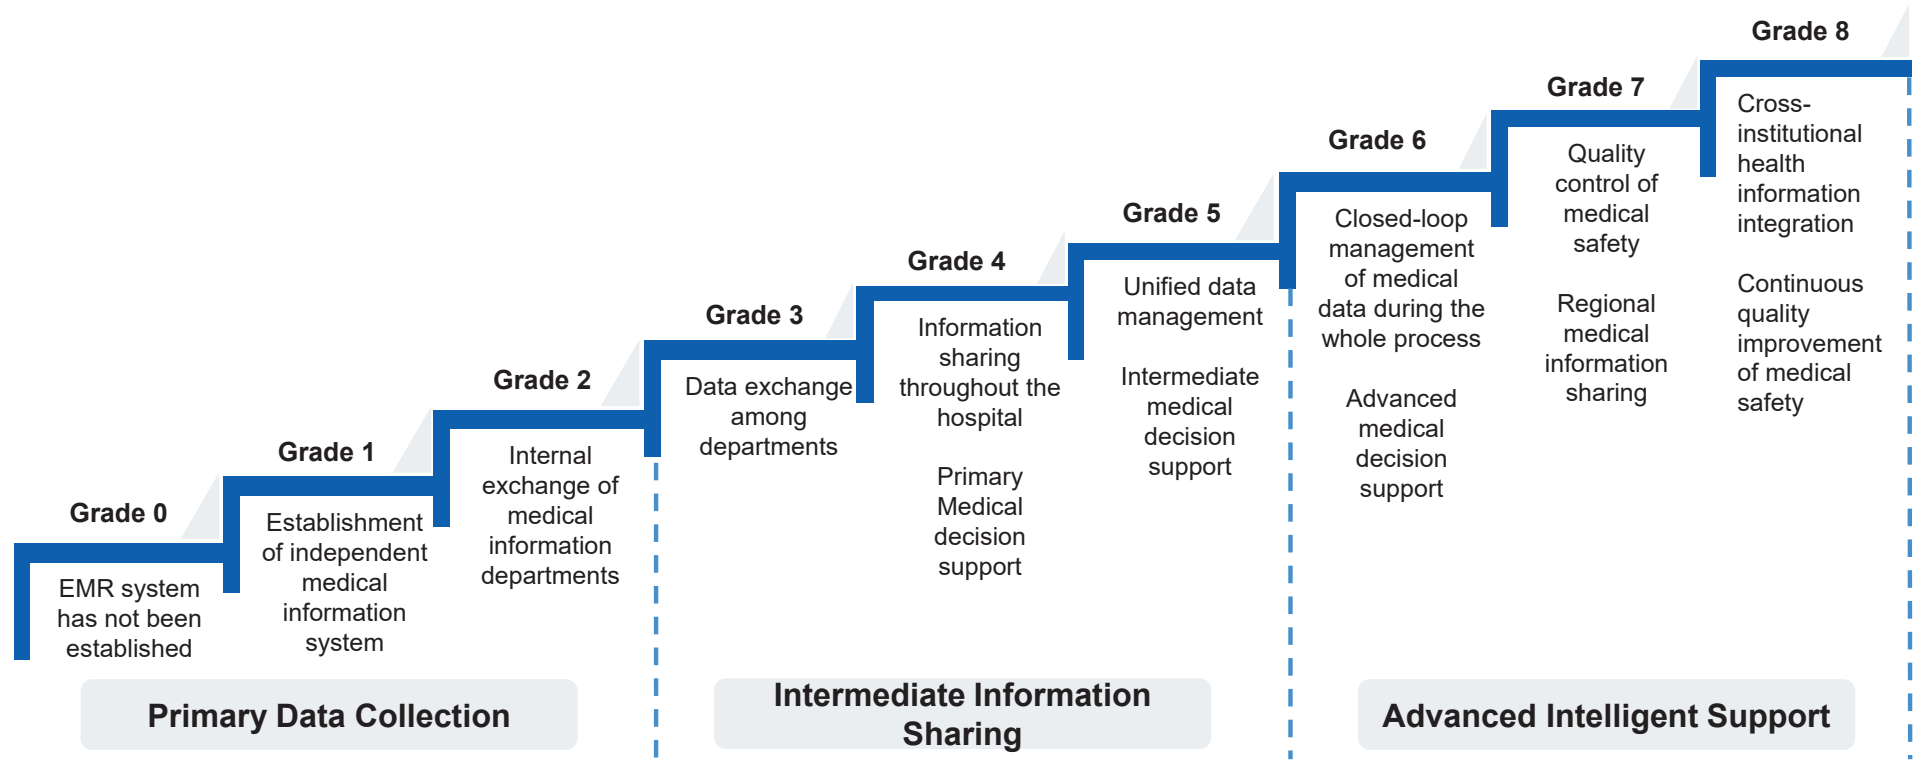 Grade 0
EMR system
has not been
established
Grade 1
Establishment
of independent
medical
information
system
Grade 2
Internal
exchange of
medical
information
departments
Grade 3
Data exchange
among
departments
Grade 4
Information
sharing
throughout the
hospital
Primary
Medical
decision
support
Grade 5
Unified data
management
Intermediate
medical
decision
support
Grade 6
Closed-loop
management
of medical
data during the
whole process
Advanced
medical
decision
support
Grade 7
Quality
control of
medical
safety
Regional
medical
information
sharing
Grade 8
Cross-
institutional
health
information
integration
Continuous
quality
improvement
of medical
safety
Primary Data Collection
Intermediate Information
Sharing
Advanced Intelligent Support